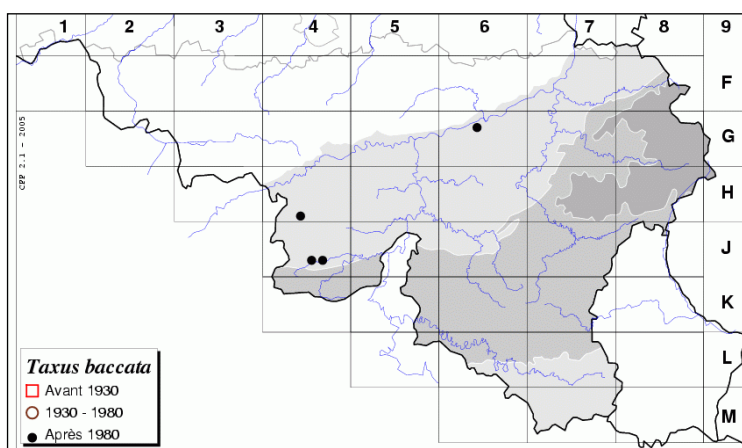 1 2 3 4 5 6 7 8 9
F
G
H
J
K
L
M
CPP 2.1 - 2005
Taxus baccata
Avant 1930
1930 - 1980
Après 1980